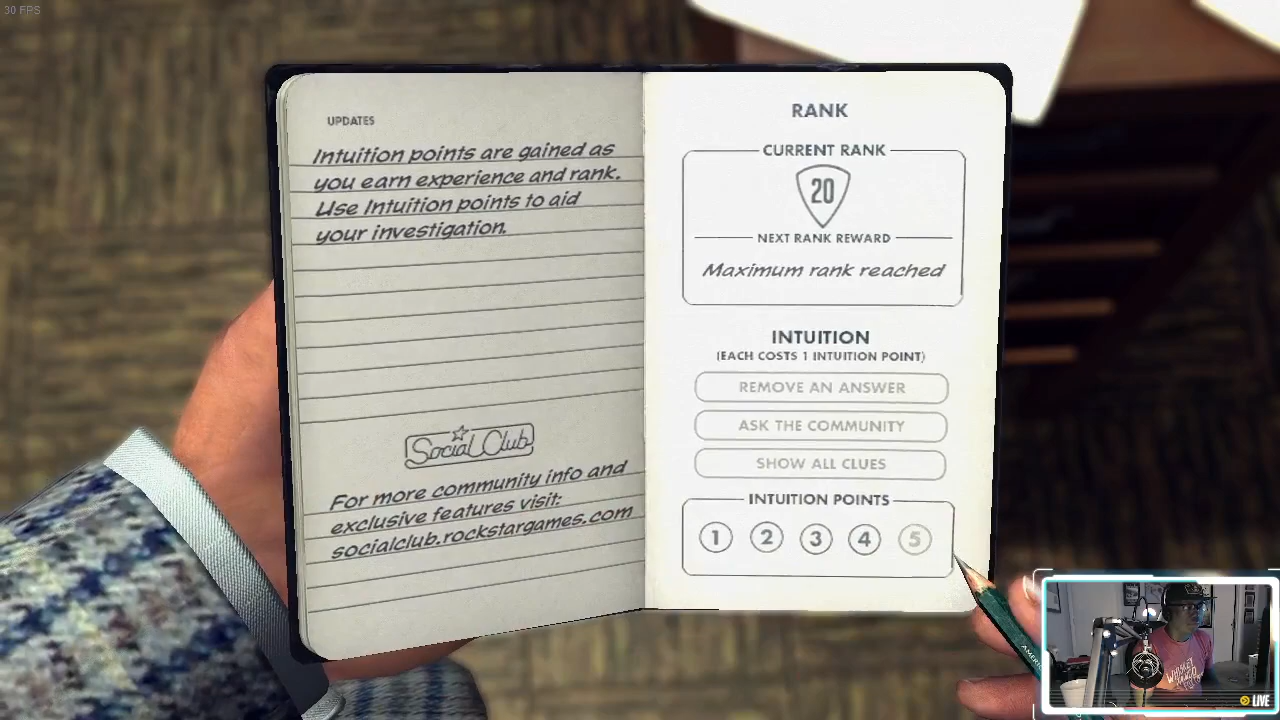 30 FPS
UPDATES
Intuition points are gained as
you earn experience and rank.
Use Intuition points to aid
your investigation.
Social Club
For more community info and
exclusive features visit:
socialclub.rockstargames.com
RANK
CURRENT RANK
20
NEXT RANK REWARD
Maximum rank reached
INTUITION
(EACH COSTS 1 INTUITION POINT)
REMOVE AN ANSWER
ASK THE COMMUNITY
SHOW ALL CLUES
INTUITION POINTS
1 2 3 4 5
LIVE